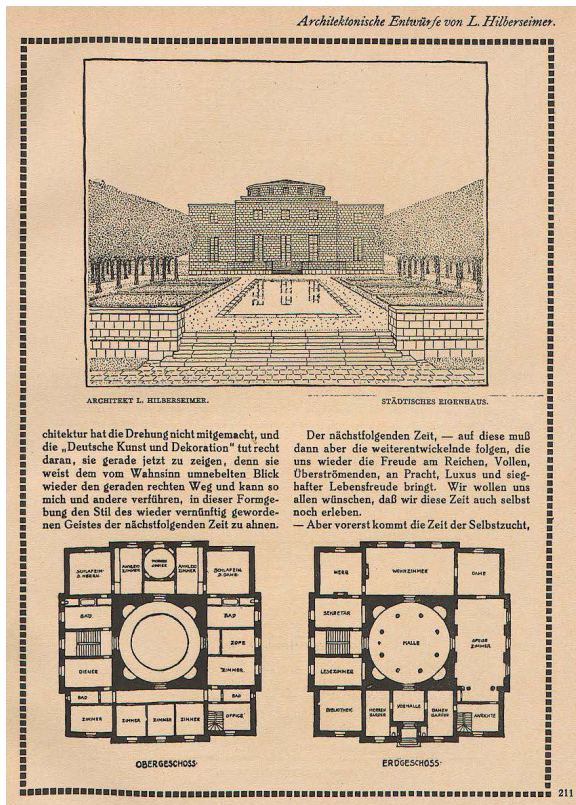 Architektonische Entwürfe von L. Hilberseimer.
ARCHITEKT L. HILBERSEIMER.
STÄDTISCHES EIGENHAUS.
chitektur hat die Drehung nicht mitgemacht, und
die „Deutsche Kunst und Dekoration" tut recht
daran, sie gerade jetzt zu zeigen, denn sie
weist dem vom Wahnsinn umnebelten Blick
wieder den geraden rechten Weg und kann so
mich und andere verführen, in dieser Formge-
bung den Stil des wieder vernünftig geworde-
nen Geistes der nächstfolgenden Zeit zu ahnen.
Der nächstfolgenden Zeit, — auf diese muß
dann aber die weiterentwickelnde folgen, die
uns wieder die Freude am Reichen, Vollen,
Überströmenden, an Pracht, Luxus und sieg-
hafter Lebensfreude bringt. Wir wollen uns
allen wünschen, daß wir diese Zeit auch selbst
noch erleben.
— Aber vorerst kommt die Zeit der Selbstzucht,
SCHLAFZIM.
D. HERRN
ANKLEIDE
ZIMMER
ANKLEID
ZIMMER
SCHLAFZIM.
D. DAME
BAD
BAD
ZOFE
DIENER
ZIMMER
BAD
BAD
ZIMMER
ZIMMER
ZIMMER
ZIMMER
OFFICE
OBERGESCHOSS
HERR
WOHNZIMMER
DAME
SEKRETÄR
HALLE
SPEISE
ZIMMER
LESEZIMMER
BIBLIOTHEK
HERREN
GARDER.
VORHALLE
DAMEN
GARDER.
ANRICHTE
ERDGESCHOSS
211